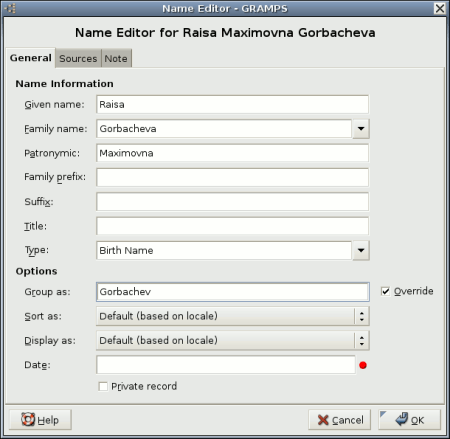 Name Editor - GRAMPS
Name Editor for Raisa Maximovna Gorbacheva
General Sources Note
Name Information
Given name: Raisa
Family name: Gorbacheva
Patronymic: Maximovna
Family prefix:
Suffix:
Title:
Type: Birth Name
Options
Group as: Gorbachev Override
Sort as: Default (based on locale)
Display as: Default (based on locale)
Date:
Private record
Help Cancel OK